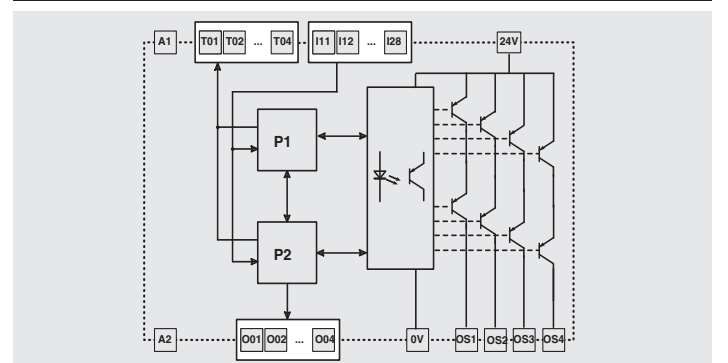 A1 T01 T02 ... T04 I11 I12 ... I28 24V
P1
P2
A2 O01 O02 ... O04 0V OS1 OS2 OS3 OS4